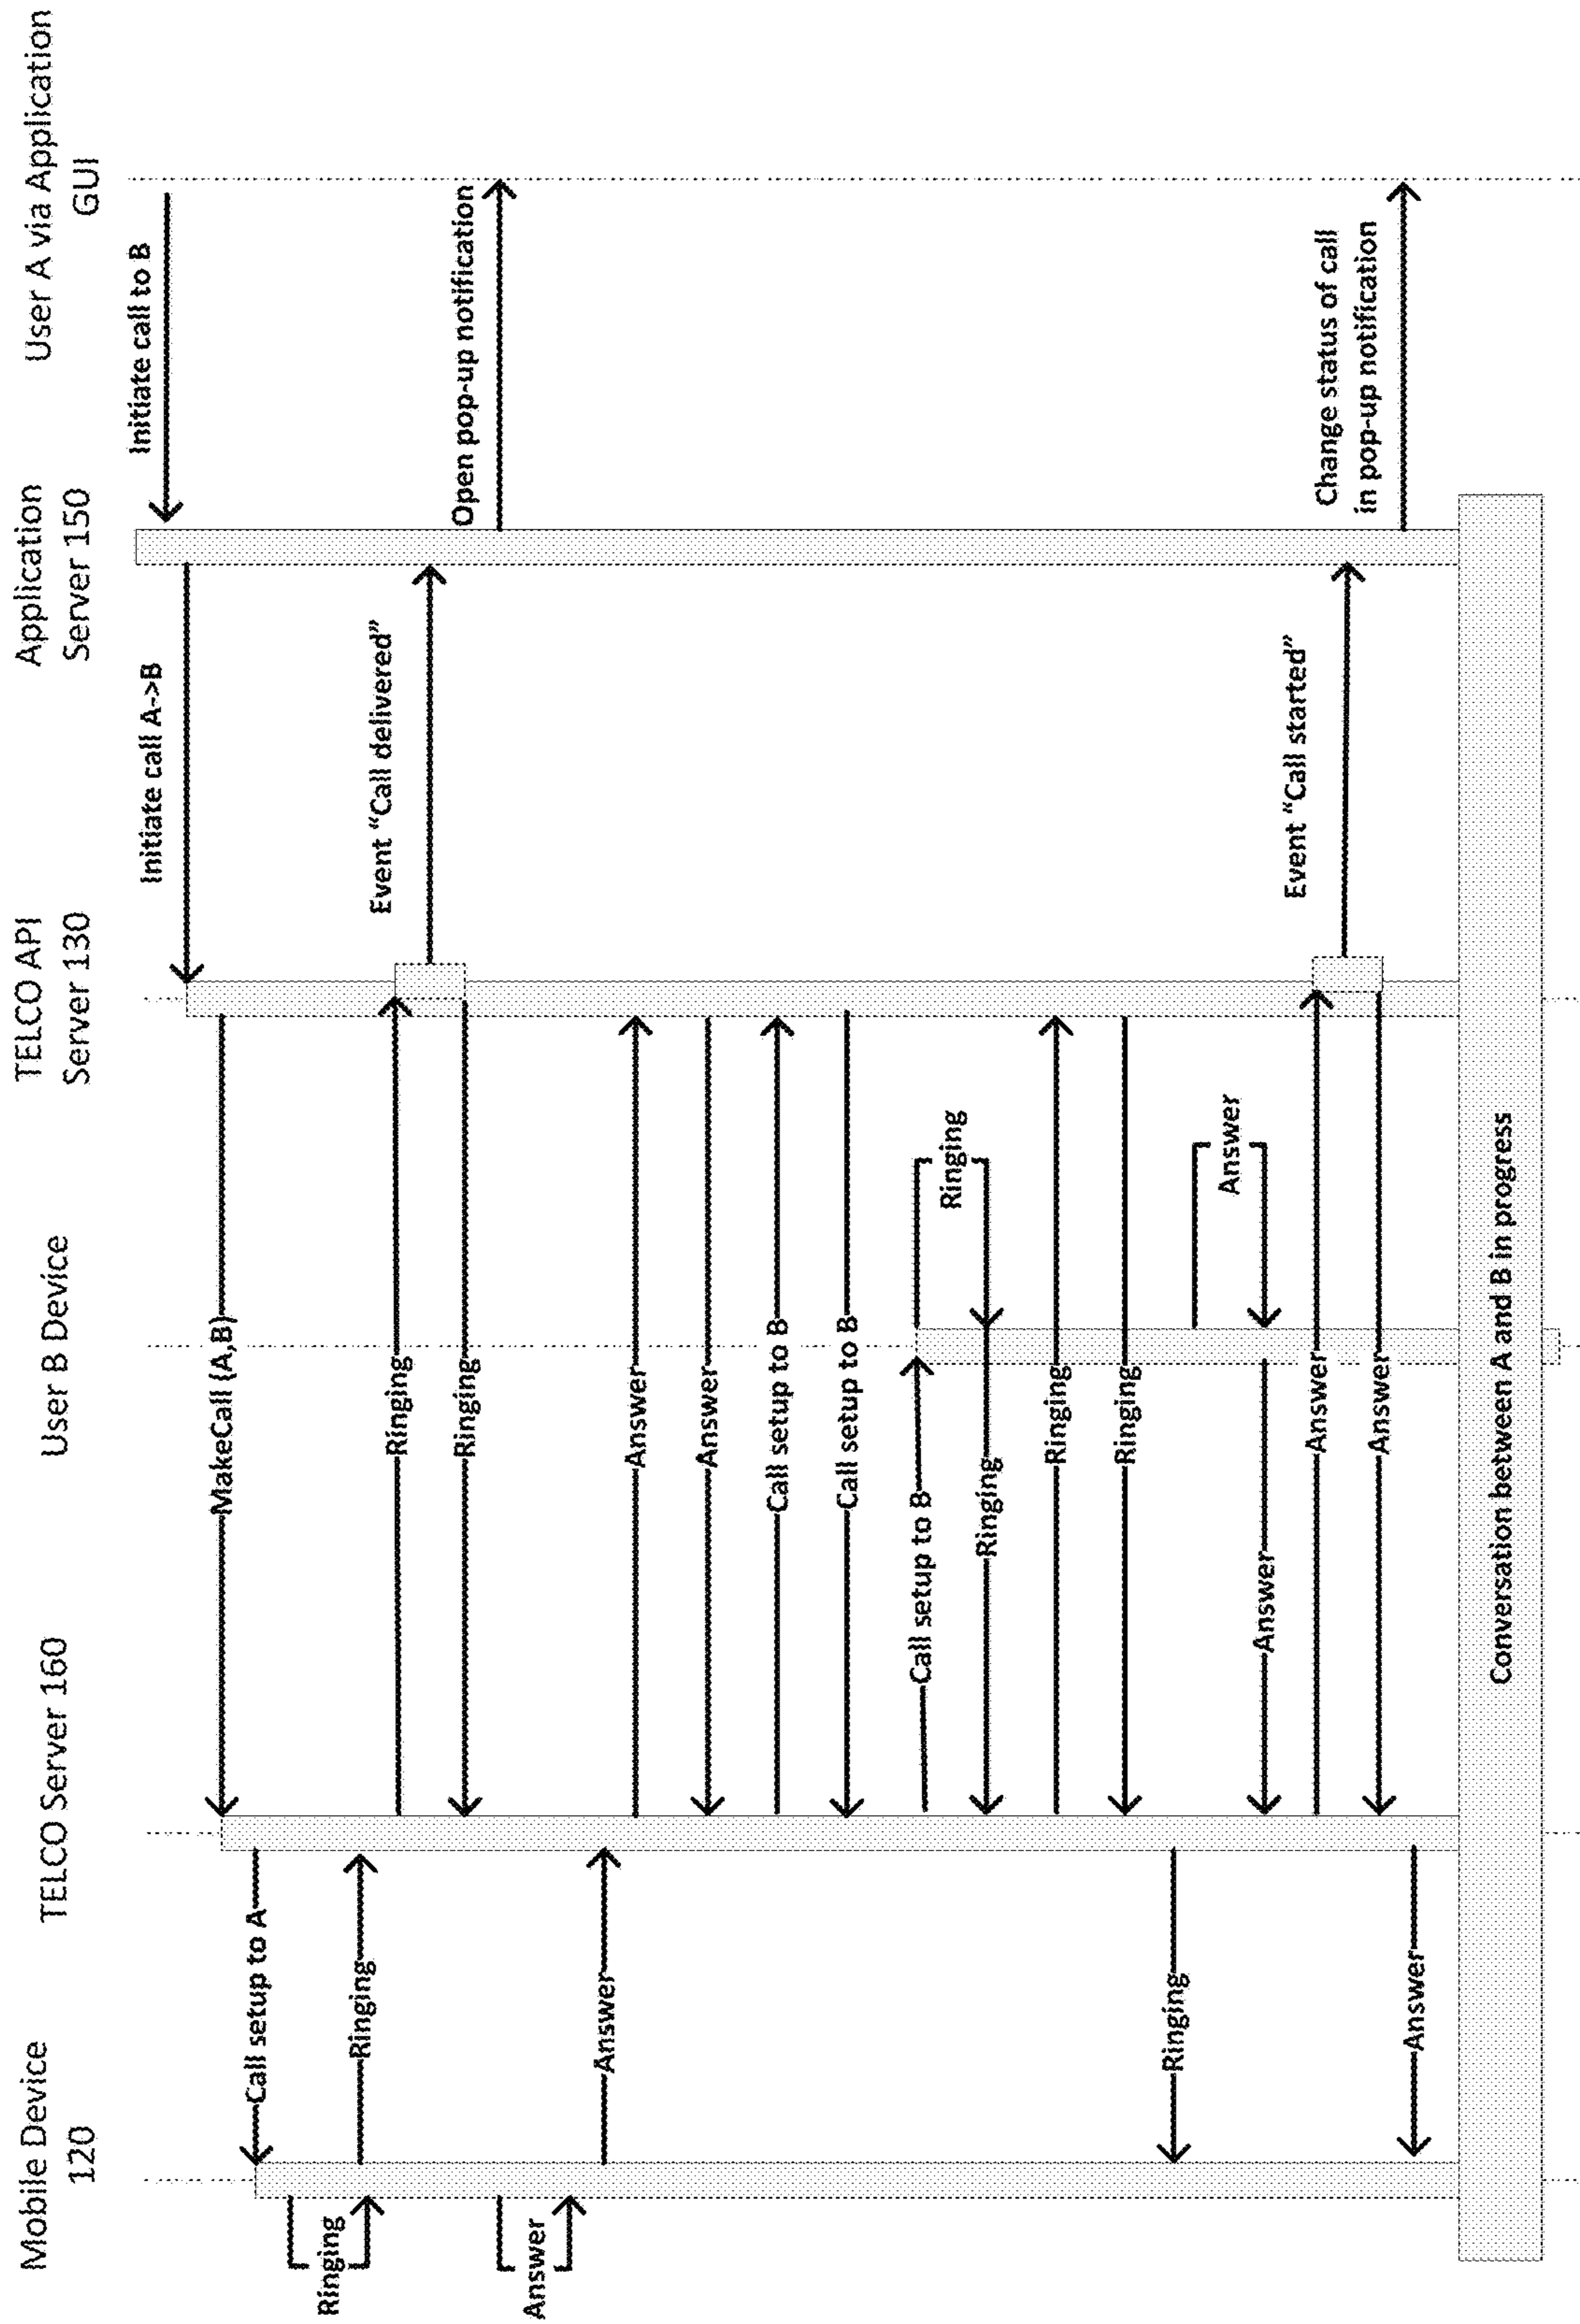 Mobile Device
120
TELCO Server 160
User B Device
TELCO API
Server 130
Application
Server 150
User A via Application
GUI
Initiate call to B
Initiate call A->B
MakeCall (A,B)
Call setup to A
Ringing
Ringing
Ringing
Event “Call delivered”
Ringing
Open pop-up notification
Answer
Answer
Answer
Answer
Call setup to B
Call setup to B
Call setup to B
Ringing
Ringing
Ringing
Ringing
Ringing
Answer
Answer
Answer
Event “Call started”
Answer
Change status of call
in pop-up notification
Answer
Conversation between A and B in progress